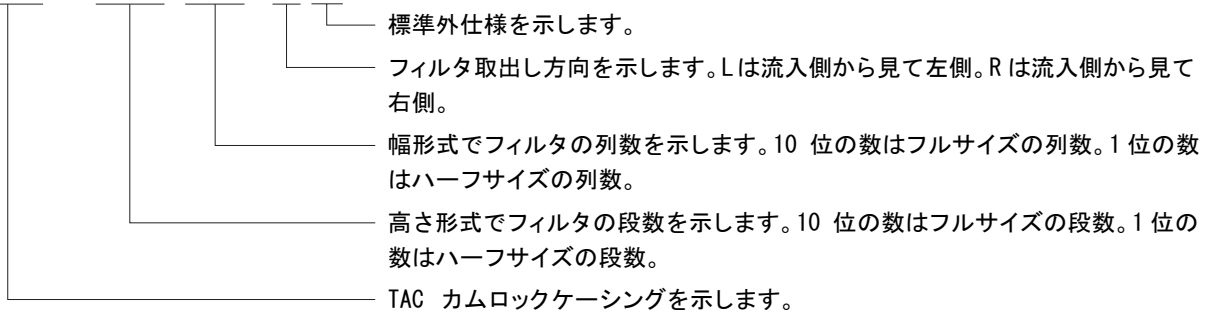 標準外仕様を示します。
フィルタ取出し方向を示します。Lは流入側から見て左側。Rは流入側から見て
右側。
幅形式でフィルタの列数を示します。10 位の数はフルサイズの列数。1位の数
はハーフサイズの列数。
高さ形式でフィルタの段数を示します。10 位の数はフルサイズの段数。1位の
数はハーフサイズの段数。
TAC カムロックケーシングを示します。